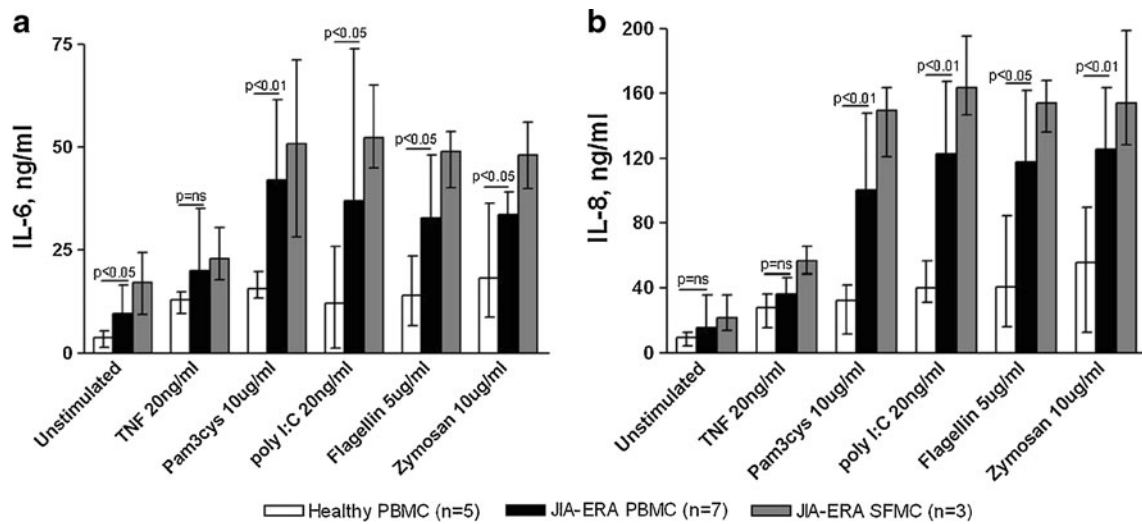 a
IL-6, ng/ml
75
50
25
0
p<0.05
p=ns
p<0.01
p<0.05
p<0.05
p<0.05
Unstimulated
TNF 20ng/ml
Pam3cys 10ug/ml
poly I:C 20ng/ml
Flagellin 5ug/ml
Zymosan 10ug/ml
b
IL-8, ng/ml
200
160
120
80
40
0
p=ns
p=ns
p<0.01
p<0.01
p<0.05
p<0.01
Unstimulated
TNF 20ng/ml
Pam3cys 10ug/ml
poly I:C 20ng/ml
Flagellin 5ug/ml
Zymosan 10ug/ml
Healthy PBMC (n=5) JIA-ERA PBMC (n=7) JIA-ERA SFMC (n=3)